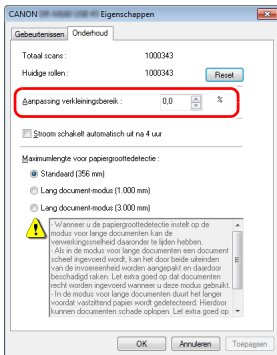 CANON Eigenschappen
Gebeurtenissen Onderhoud
Totaal scans : 1000343
Huidige rollen : 1000343 Reset
Aanpassing verkleiningsbereik : 0,0 %
Stroom schakelt automatisch uit na 4 uur
Maximumlengte voor papiergroottedetectie :
Standaard (356 mm)
Lang document-modus (1.000 mm)
Lang document-modus (3.000 mm)
- Wanneer u de papiergroottedetectie instelt op de
modus voor lange documenten kan de
verwerkingssnelheid daaronder te lijden hebben.
- Als in de modus voor lange documenten een document
scheef ingevoerd wordt, kan het door beide uiteinden
van de invoereenheid worden aangepakt en daardoor
beschadigd raken. Let extra goed op dat documenten
recht worden ingevoerd wanneer u deze modus gebruikt.
- In de modus voor lange documenten duurt het langer
voordat vastzittend papier wordt gedetecteerd. Hierdoor
kunnen documenten schade oplopen. Let extra goed op
OK Annuleren Toepassen